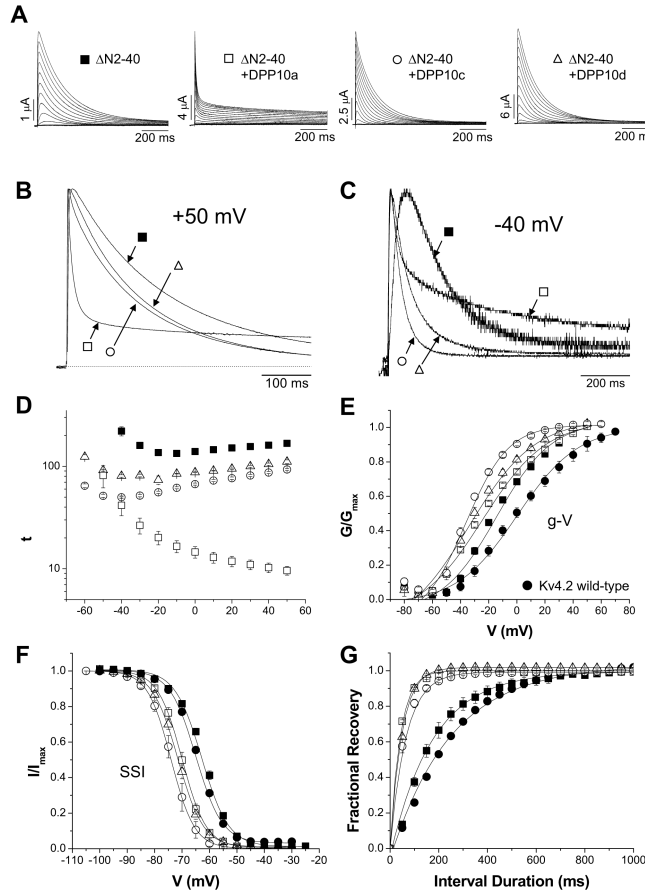 A
■ ΔN2-40
□ ΔN2-40
+DPP10a
○ ΔN2-40
+DPP10c
△ ΔN2-40
+DPP10d
1 μA
4 μA
2.5 μA
6 μA
200 ms
200 ms
200 ms
200 ms
B
+50 mV
100 ms
C
-40 mV
200 ms
D
100
10
t
-60 -40 -20 0 20 40 60
E
1.0
0.8
0.6
0.4
0.2
0.0
G/Gmax
g-V
● Kv4.2 wild-type
-80 -60 -40 -20 0 20 40 60 80
V (mV)
F
1.0
0.8
0.6
0.4
0.2
0.0
I/Imax
SSI
-110 -100 -90 -80 -70 -60 -50 -40 -30 -20
V (mV)
G
1.0
0.8
0.6
0.4
0.2
0.0
Fractional Recovery
0 200 400 600 800 1000
Interval Duration (ms)